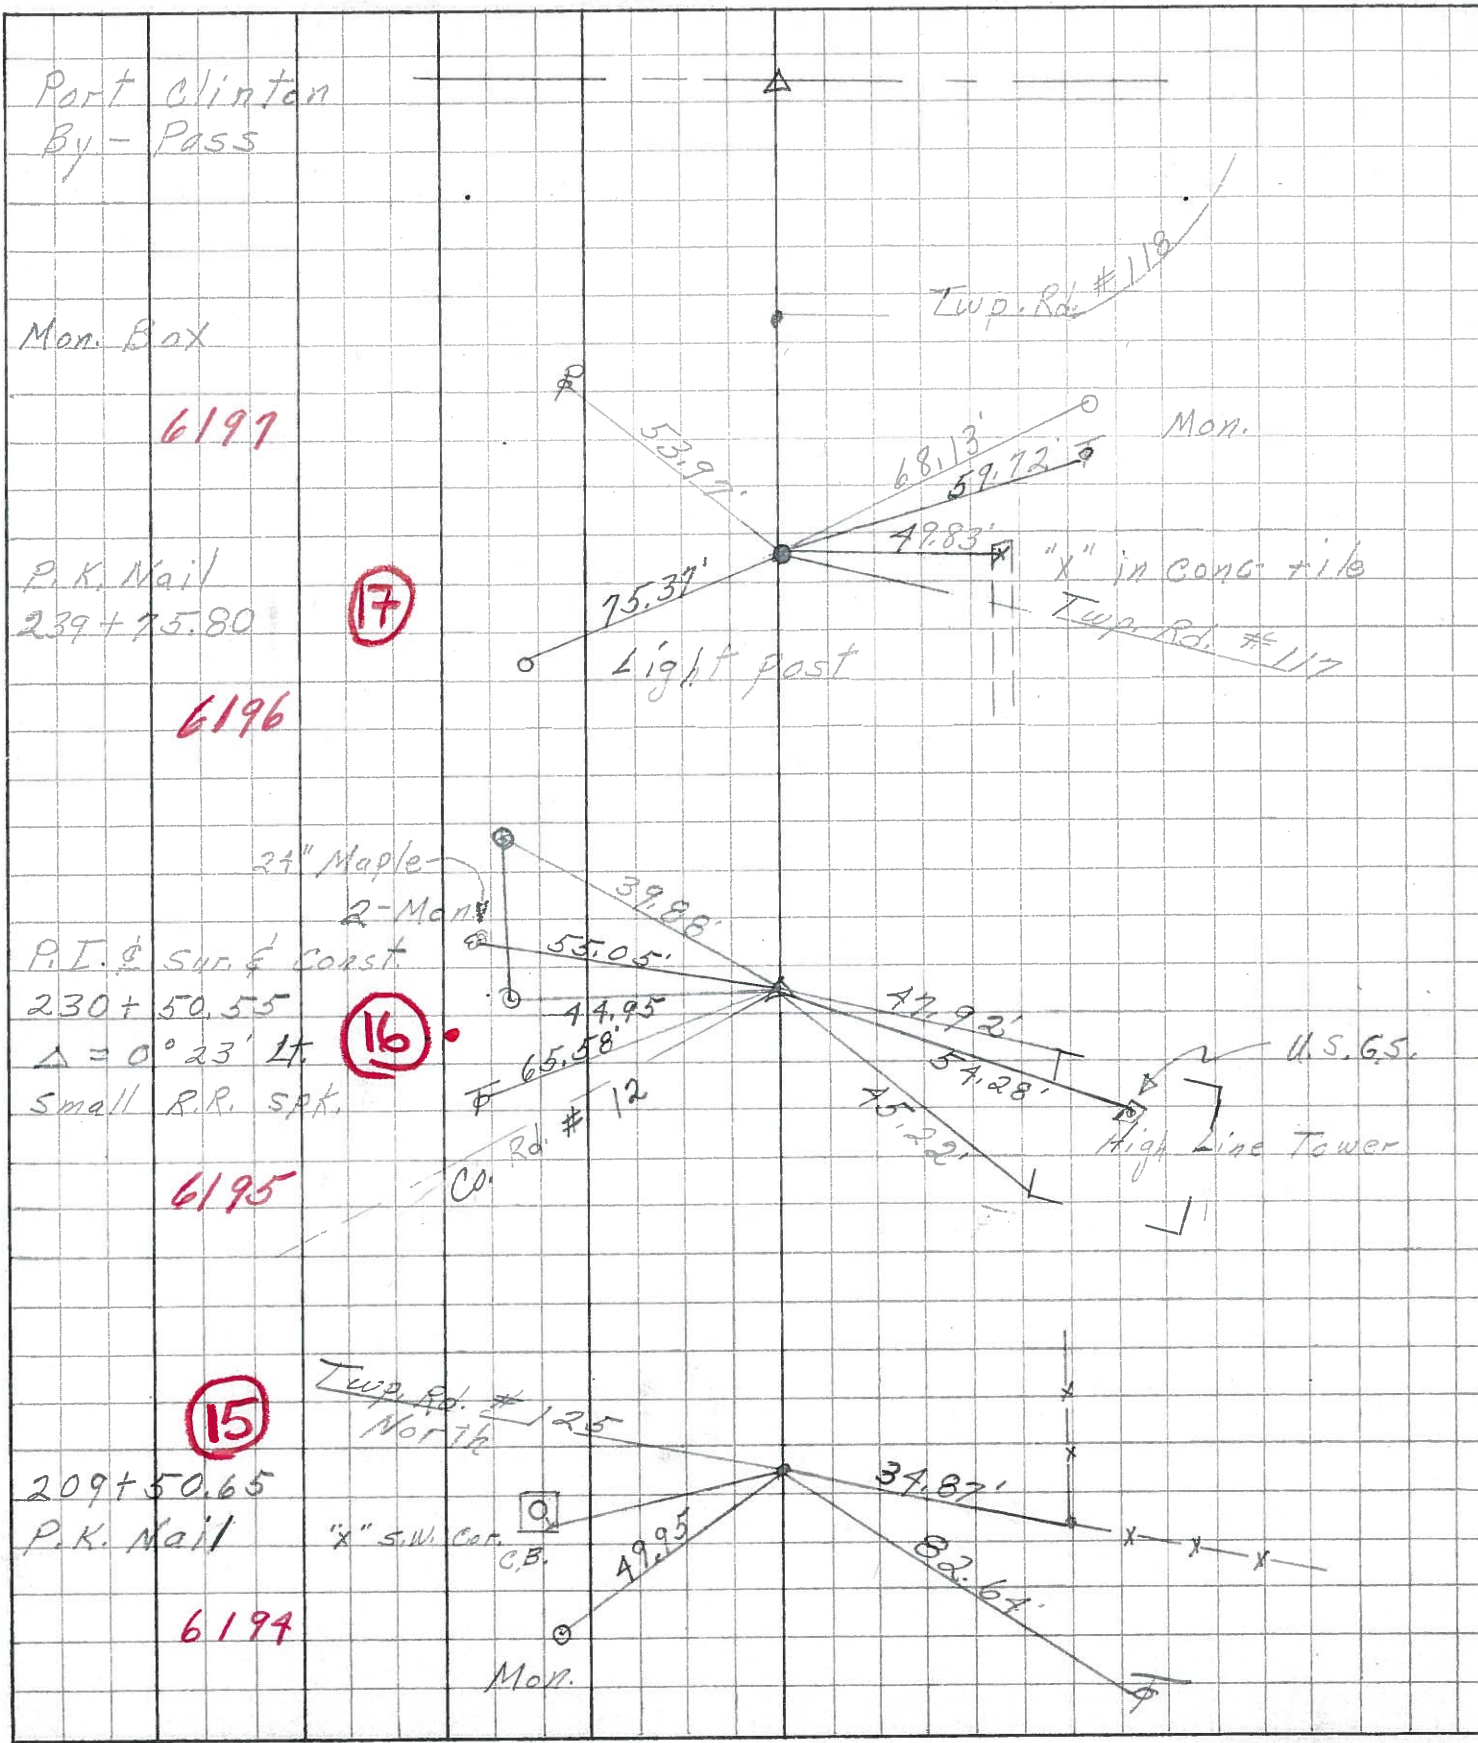 Port Clinton
By-Pass
Twp. Rd. #118
Mon. Box
6197
53.97'
68.13'
Mon.
59.72'
49.83'
"X" in conc tile
P.K. Nail
239+75.80
17
75.37'
Twp. Rd. #117
Light post
6196
24" Maple
2-Mon.
39.88'
55.05'
P.I. ₵ Sur. ₵ Const.
230+50.55
Δ = 0°23' Lt.
Small R.R. spk.
16
44.95
65.58'
47.92'
54.28'
45.22'
U.S.G.S.
High Line Tower
Co. Rd. # 12
6195
15
Twp. Rd. # 125
North
209+50.65
P.K. Nail
"X" S.W. Cor.
C.B.
34.87'
49.95
82.64'
6194
Mon.